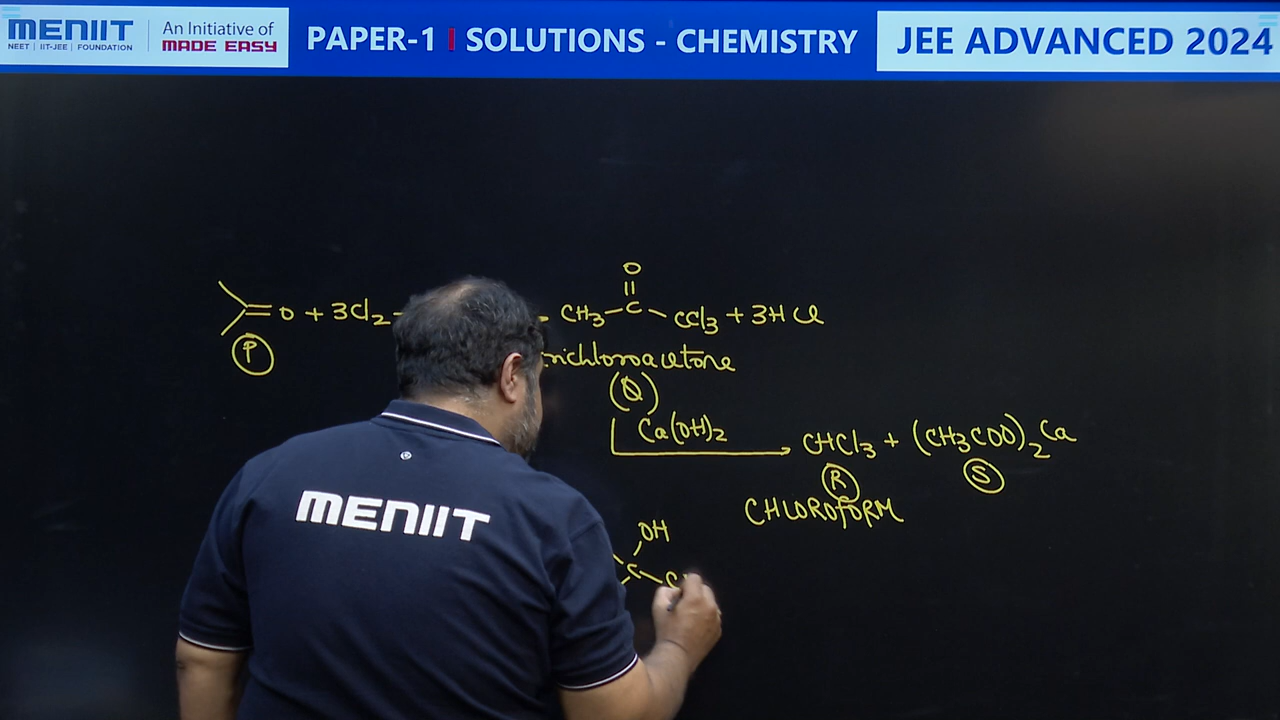 MENIIT
NEET | IIT-JEE | FOUNDATION
An Initiative of
MADE EASY
PAPER-1 | SOLUTIONS - CHEMISTRY
JEE ADVANCED 2024
O
||
=O + 3Cl2 CH3-C-CCl3 + 3HCl
P
richloroacetone
Q
Ca(OH)2
CHCl3 + (CH3COO)2Ca
R S
CHLOROFORM
OH
C
MENIIT